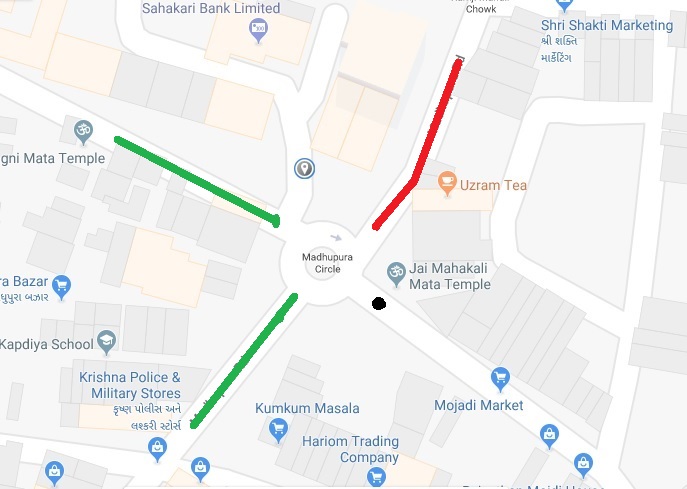 Sahakari Bank Limited
Chowk
Shri Shakti Marketing
શ્રી શક્તિ
માર્કેટિંગ
gni Mata Temple
Uzram Tea
Madhupura
Circle
Jai Mahakali
Mata Temple
ra Bazar
ધુપુરા બઝાર
Kapdiya School
Krishna Police &
Military Stores
કૃષ્ણ પોલીસ અને
લશ્કરી સ્ટોર્સ
Mojadi Market
Kumkum Masala
Hariom Trading
Company